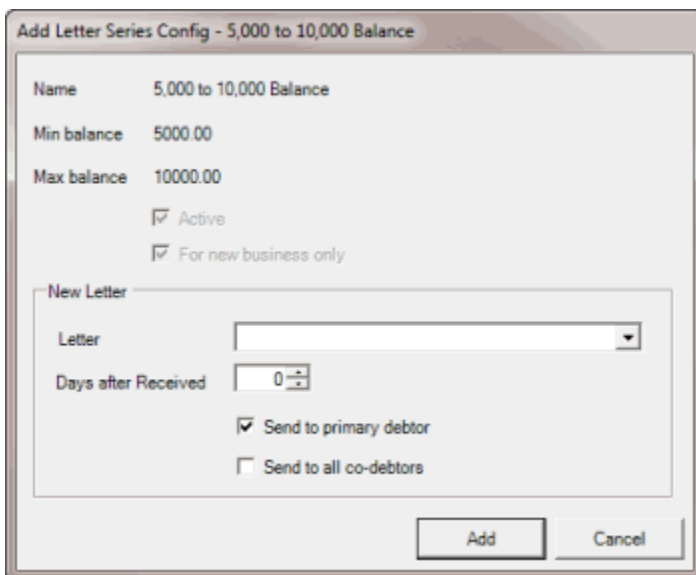 Add Letter Series Config - 5,000 to 10,000 Balance
Name 5,000 to 10,000 Balance
Min balance 5000.00
Max balance 10000.00
Active
For new business only
New Letter
Letter
Days after Received 0
Send to primary debtor
Send to all co-debtors
Add Cancel